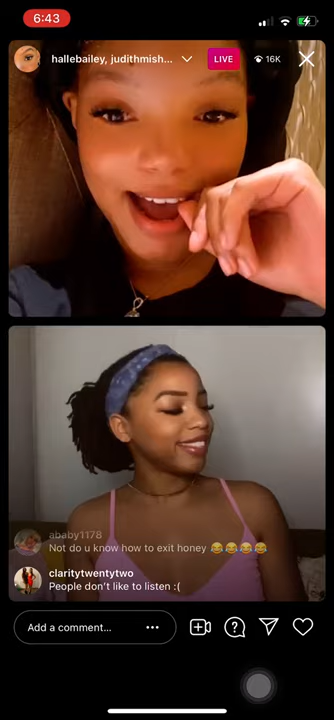 6:43
hallebailey, judithmish...
LIVE
16K
ababy1178
Not do u know how to exit honey 😂😂😂😂
claritytwentytwo
People don't like to listen :(
Add a comment...